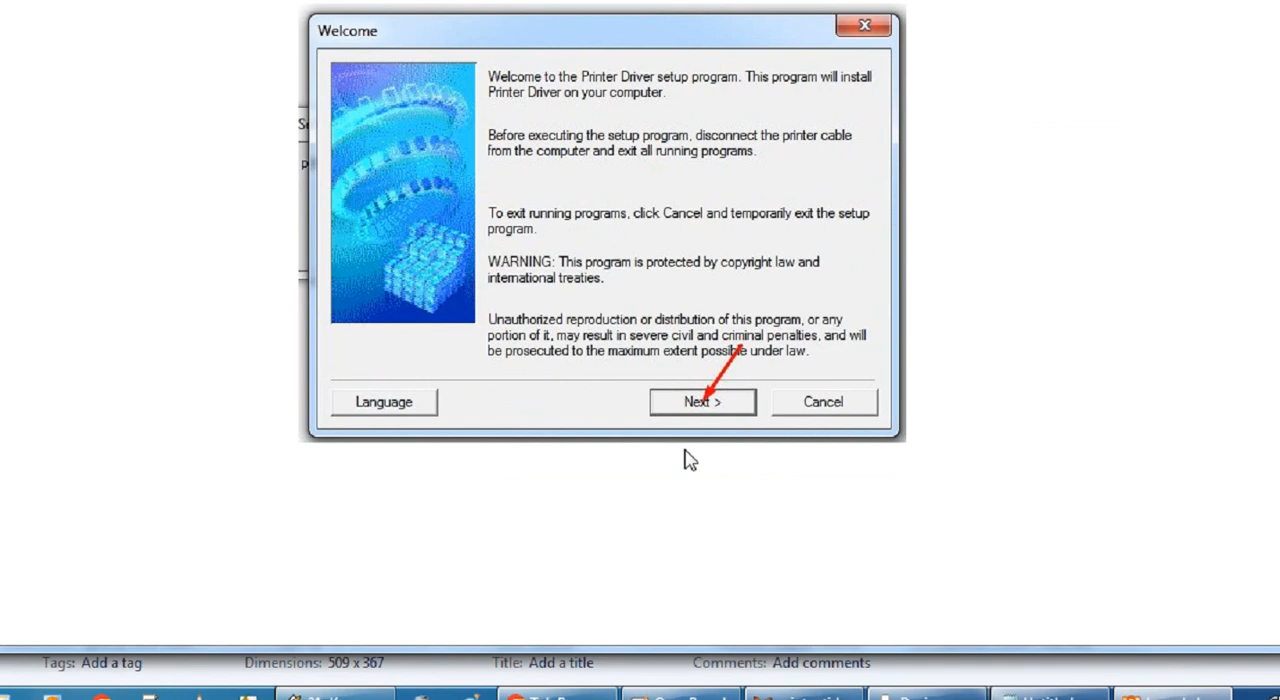 Welcome
Welcome to the Printer Driver setup program. This program will install
Printer Driver on your computer.
Before executing the setup program, disconnect the printer cable
from the computer and exit all running programs.
To exit running programs, click Cancel and temporarily exit the setup
program.
WARNING: This program is protected by copyright law and
international treaties.
Unauthorized reproduction or distribution of this program, or any
portion of it, may result in severe civil and criminal penalties, and will
be prosecuted to the maximum extent possible under law.
Language Next > Cancel
Tags: Add a tag Dimensions: 509 x 367 Title: Add a title Comments: Add comments